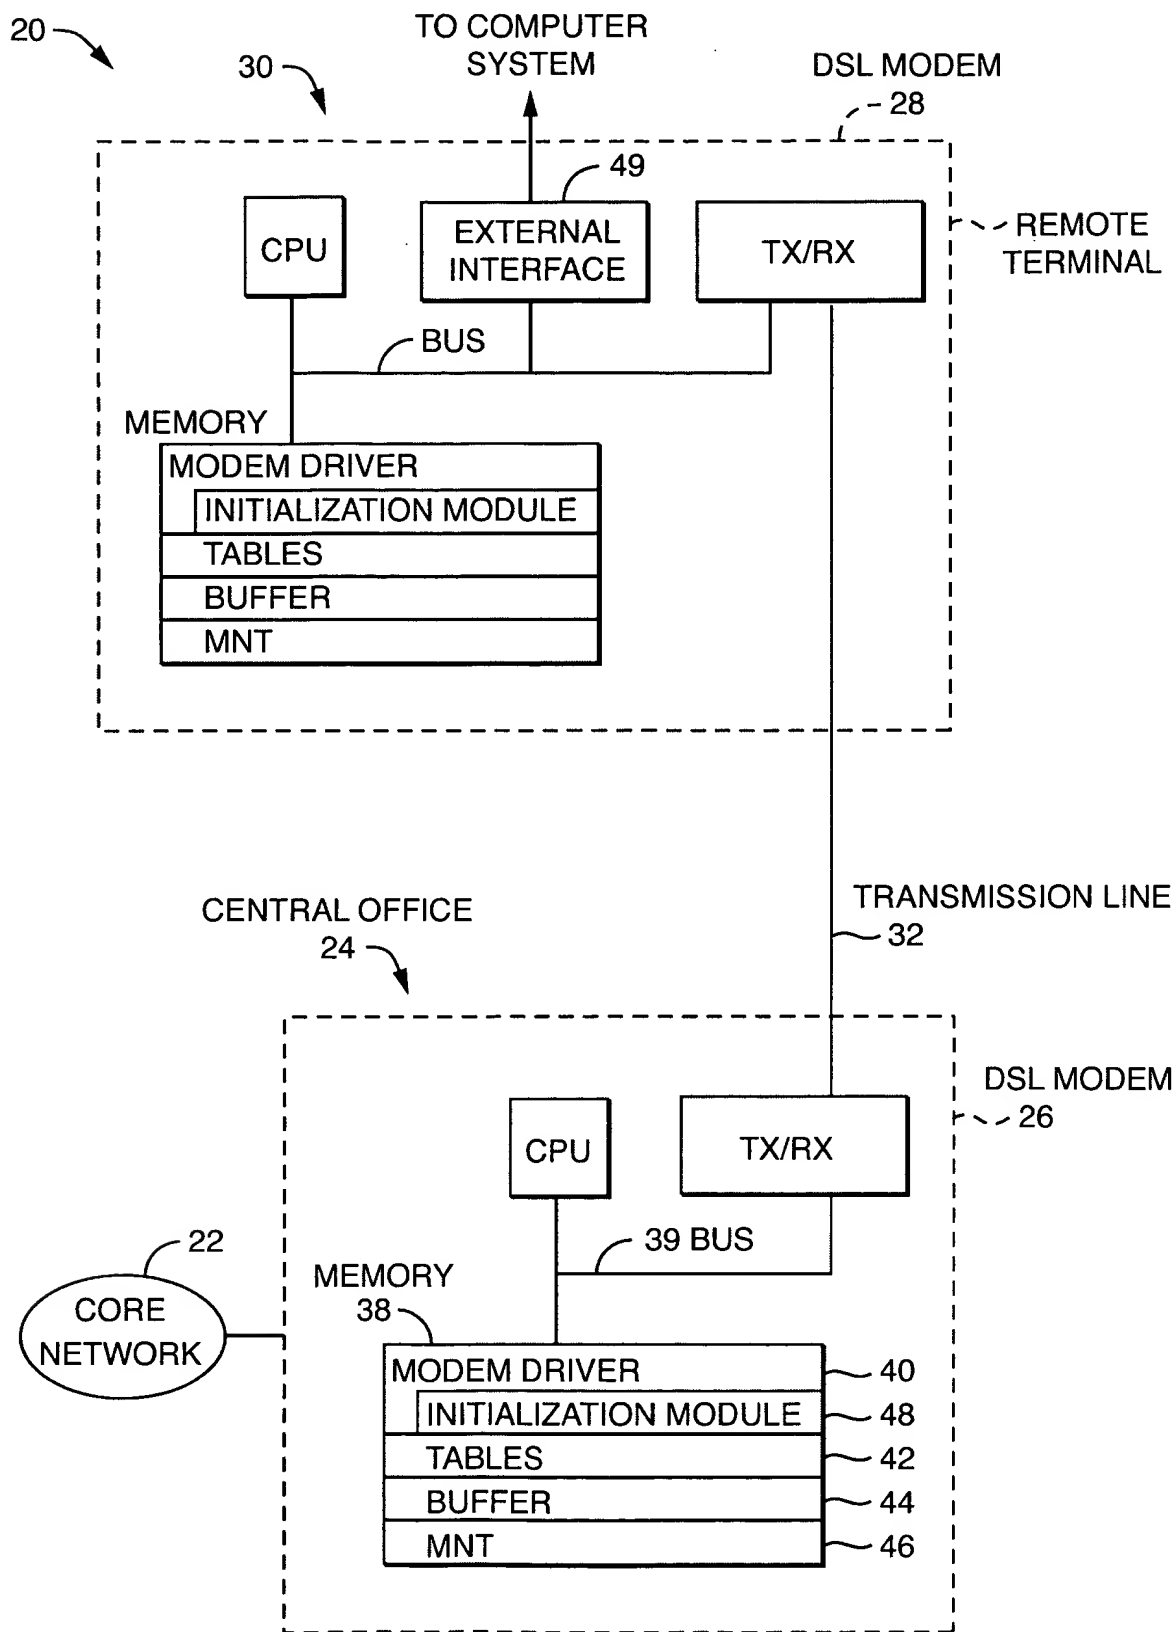 20
30
TO COMPUTER
SYSTEM
DSL MODEM
28
49
CPU
EXTERNAL
INTERFACE
TX/RX
REMOTE
TERMINAL
BUS
MEMORY
MODEM DRIVER
INITIALIZATION MODULE
TABLES
BUFFER
MNT
TRANSMISSION LINE
32
CENTRAL OFFICE
24
DSL MODEM
26
CPU
TX/RX
39 BUS
22
CORE
NETWORK
MEMORY
38
MODEM DRIVER
40
INITIALIZATION MODULE
48
TABLES
42
BUFFER
44
MNT
46